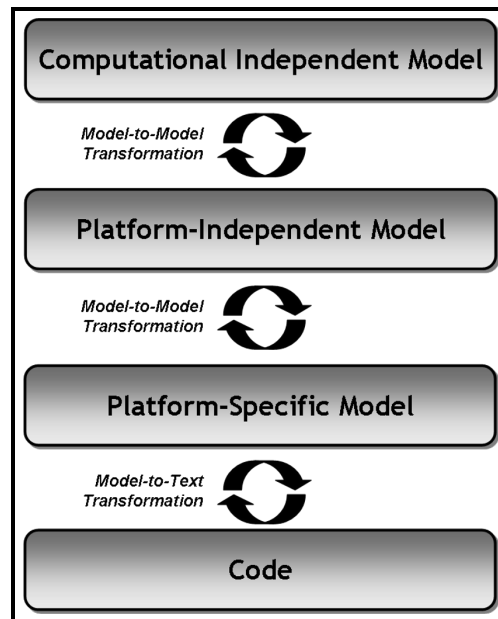 Computational Independent Model
Model-to-Model
Transformation
Platform-Independent Model
Model-to-Model
Transformation
Platform-Specific Model
Model-to-Text
Transformation
Code